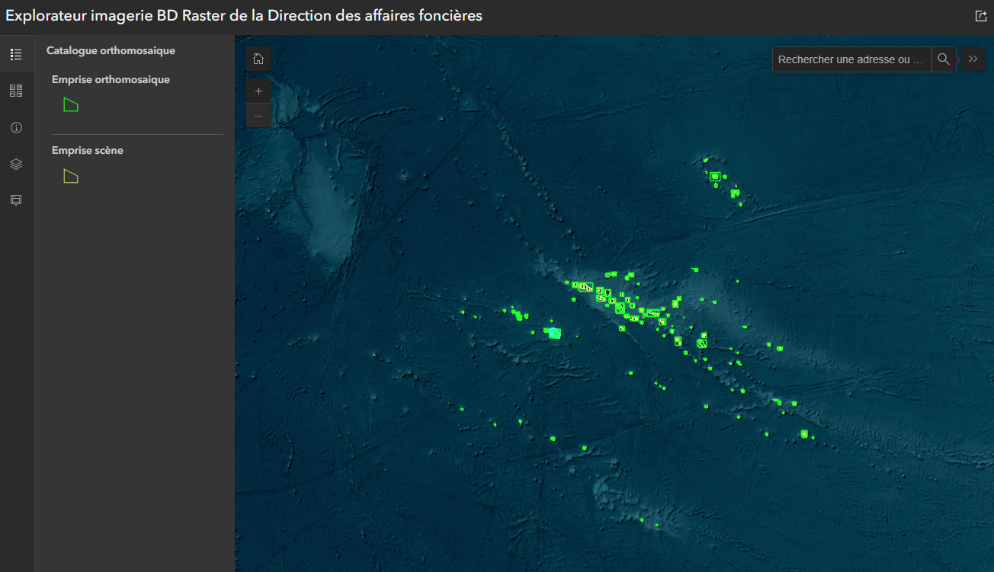 Explorateur imagerie BD Raster de la Direction des affaires foncières
Catalogue orthomosaique
Emprise orthomosaique
Emprise scène
Rechercher une adresse ou ...